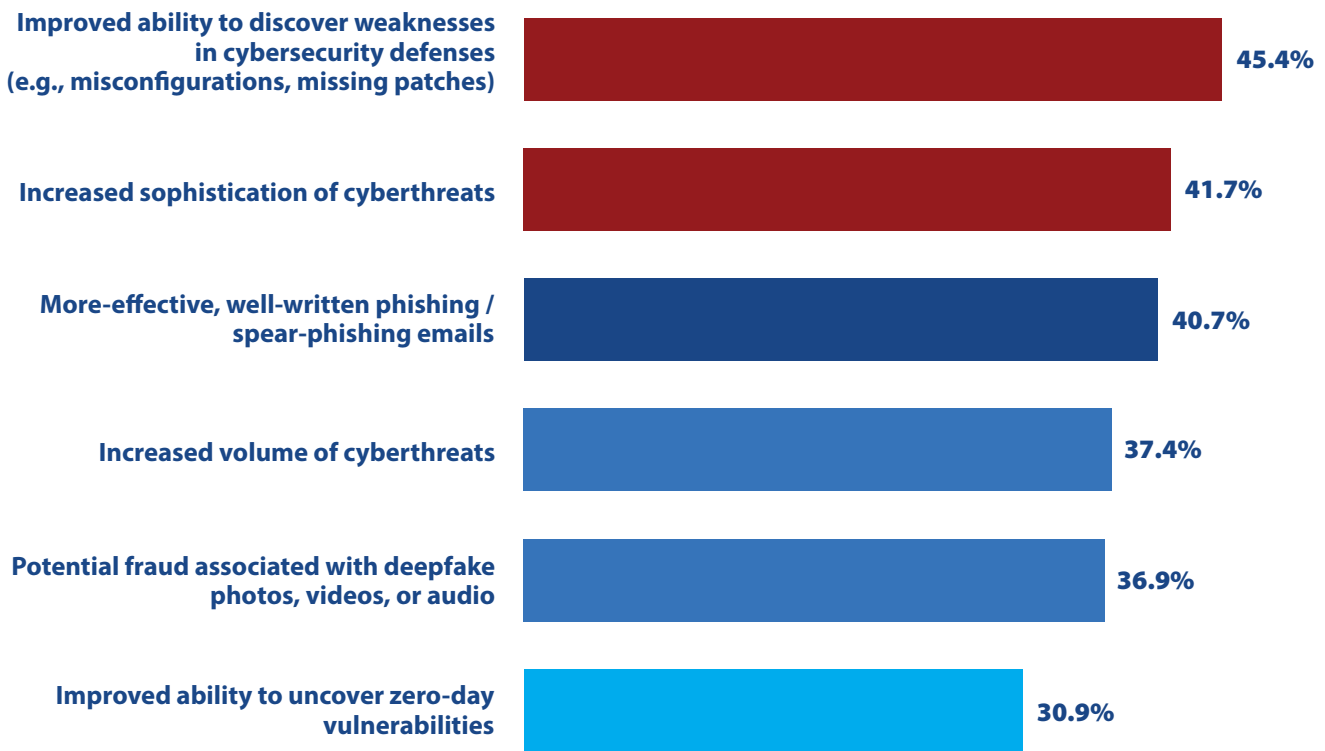 Improved ability to discover weaknesses
in cybersecurity defenses
(e.g., misconfigurations, missing patches)
45.4%
Increased sophistication of cyberthreats
41.7%
More-effective, well-written phishing /
spear-phishing emails
40.7%
Increased volume of cyberthreats
37.4%
Potential fraud associated with deepfake
photos, videos, or audio
36.9%
Improved ability to uncover zero-day
vulnerabilities
30.9%